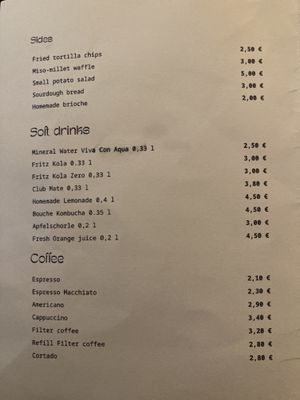 Sides
Fried tortilla chips 2,50 €
Miso-millet waffle 3,00 €
Small potato salad 5,00 €
Sourdough bread 3,00 €
Homemade brioche 2,00 €
Soft drinks
Mineral Water Viva Con Aqua 0,33 l 2,50 €
Fritz Kola 0.33 l 3,00 €
Fritz Kola Zero 0,33 l 3,00 €
Club Mate 0,33 l 3,80 €
Homemade Lemonade 0,4 l 4,50 €
Bouche Kombucha 0.35 l 4,50 €
Apfelschorle 0,2 l 3,00 €
Fresh Orange juice 0,2 l 4,50 €
Coffee
Espresso 2,10 €
Espresso Macchiato 2,30 €
Americano 2,90 €
Cappuccino 3,40 €
Filter coffee 3,20 €
Refill Filter coffee 2,80 €
Cortado 2,80 €